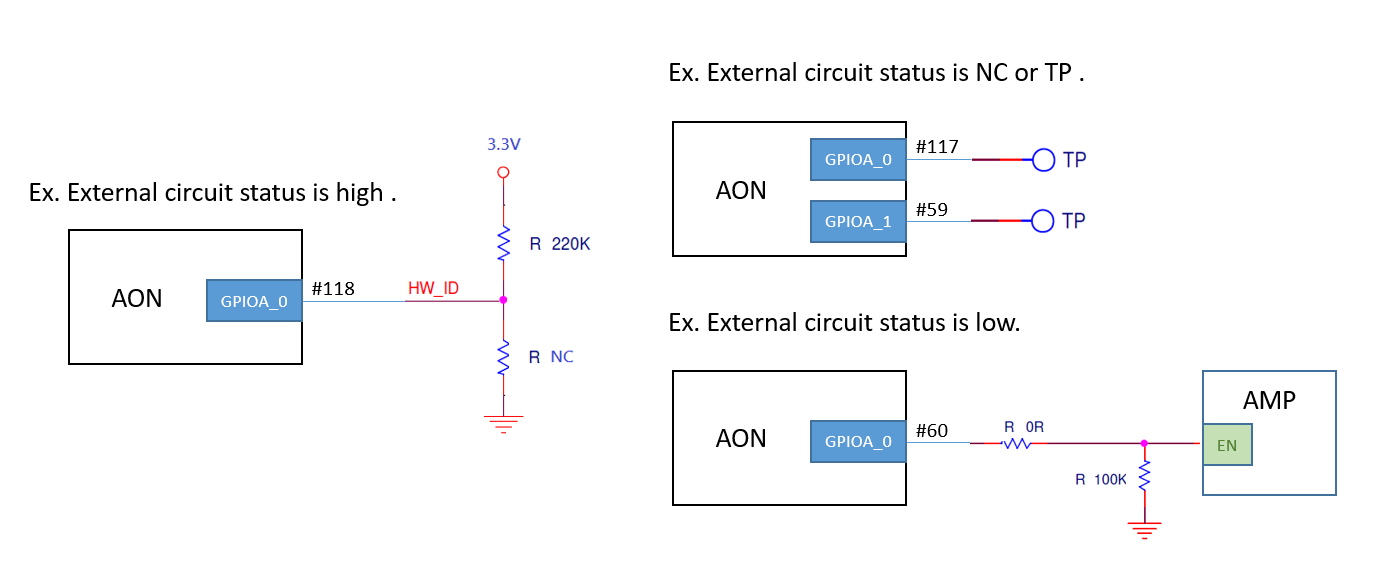 Ex. External circuit status is high .
3.3V
R 220K
AON
GPIOA_0
#118
HW_ID
R NC
Ex. External circuit status is NC or TP .
AON
GPIOA_0
#117
TP
GPIOA_1
#59
TP
Ex. External circuit status is low.
AON
GPIOA_0
#60
R 0R
R 100K
AMP
EN